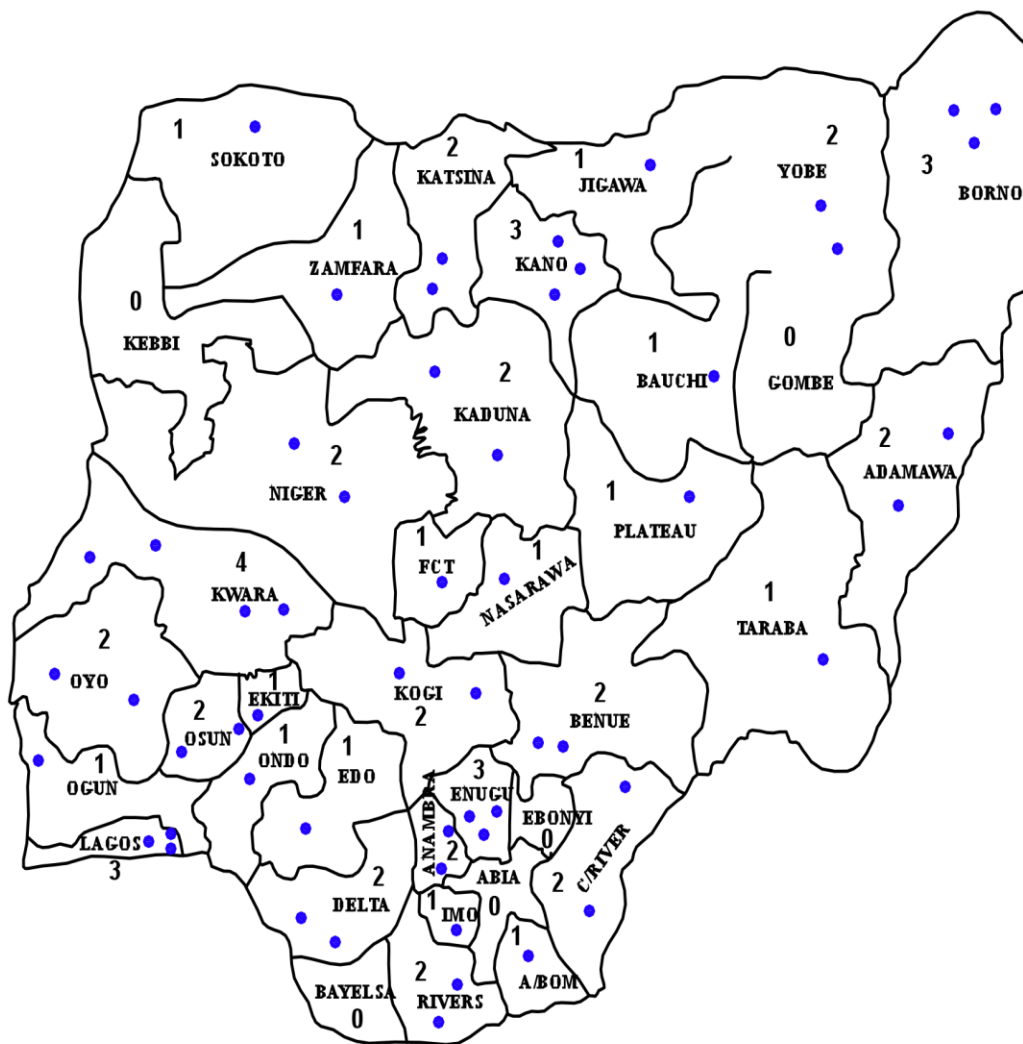 1
SOKOTO
2
KATSINA
1
JIGAWA
2
YOBE
3
BORNO
1
ZAMFARA
3
KANO
0
KEBBI
2
KADUNA
1
BAUCHI
0
GOMBE
2
NIGER
2
ADAMAWA
1
PLATEAU
1
FCT
1
NASARAWA
4
KWARA
1
TARABA
2
OYO
2
OSUN
1
EKITI
KOGI
2
2
BENUE
1
ONDO
1
EDO
1
OGUN
3
ENUGU
ANAMBRA
2
EBONYI
0
LAGOS
3
C/RIVER
2
ABIA
0
2
DELTA
1
IMO
1
A/BOM
BAYELSA
0
2
RIVERS